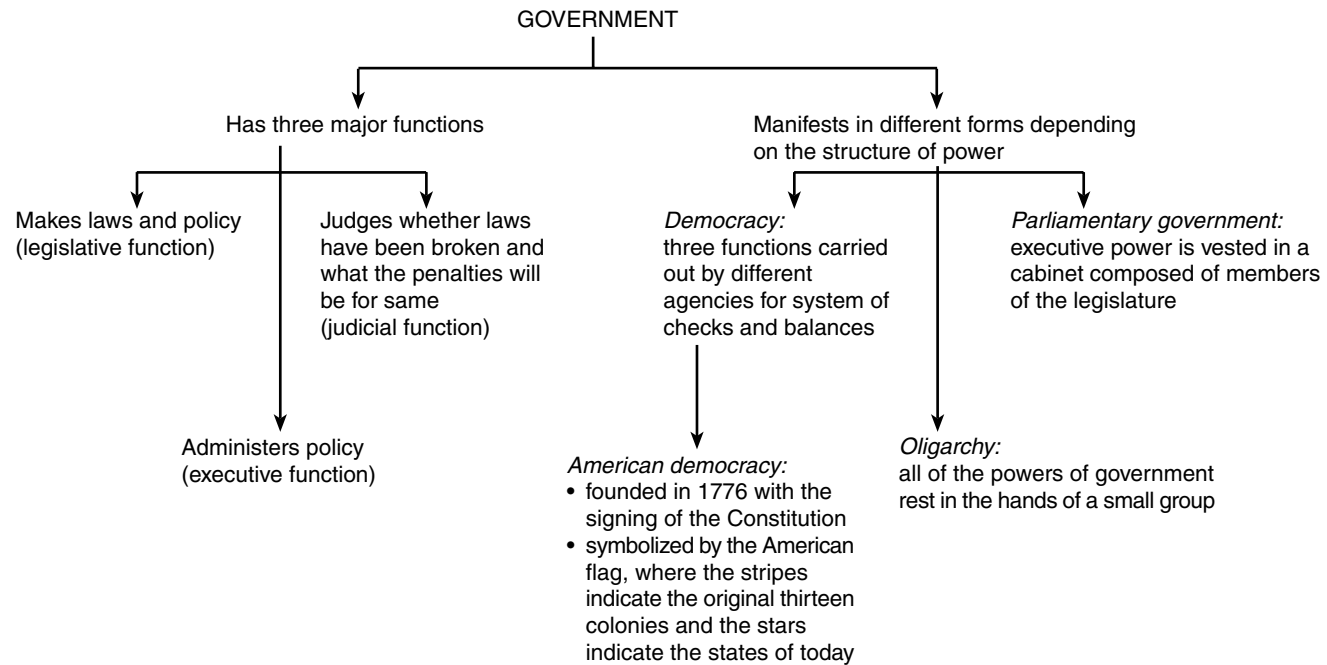 GOVERNMENT
Has three major functions
Manifests in different forms depending
on the structure of power
Makes laws and policy
(legislative function)
Judges whether laws
have been broken and
what the penalties will
be for same
(judicial function)
Democracy:
three functions carried
out by different
agencies for system of
checks and balances
Parliamentary government:
executive power is vested in a
cabinet composed of members
of the legislature
Administers policy
(executive function)
American democracy:
• founded in 1776 with the
signing of the Constitution
• symbolized by the American
flag, where the stripes
indicate the original thirteen
colonies and the stars
indicate the states of today
Oligarchy:
all of the powers of government
rest in the hands of a small group